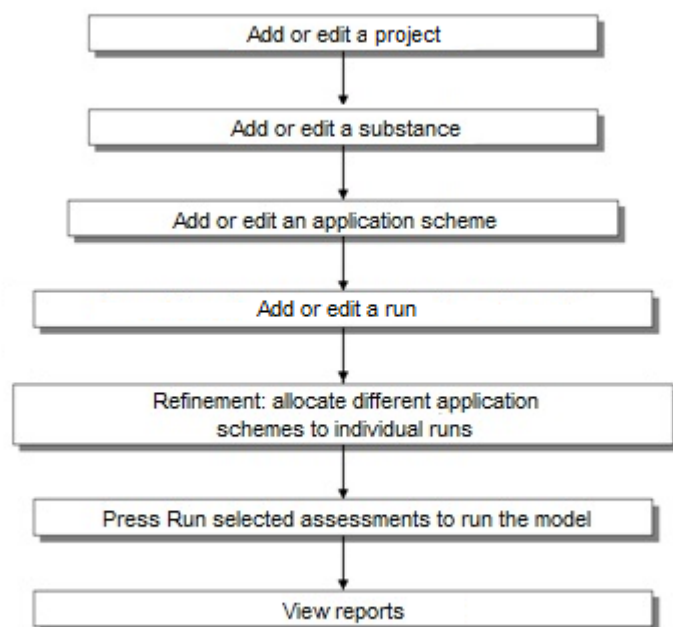 Add or edit a project
Add or edit a substance
Add or edit an application scheme
Add or edit a run
Refinement: allocate different application
schemes to individual runs
Press Run selected assessments to run the model
View reports